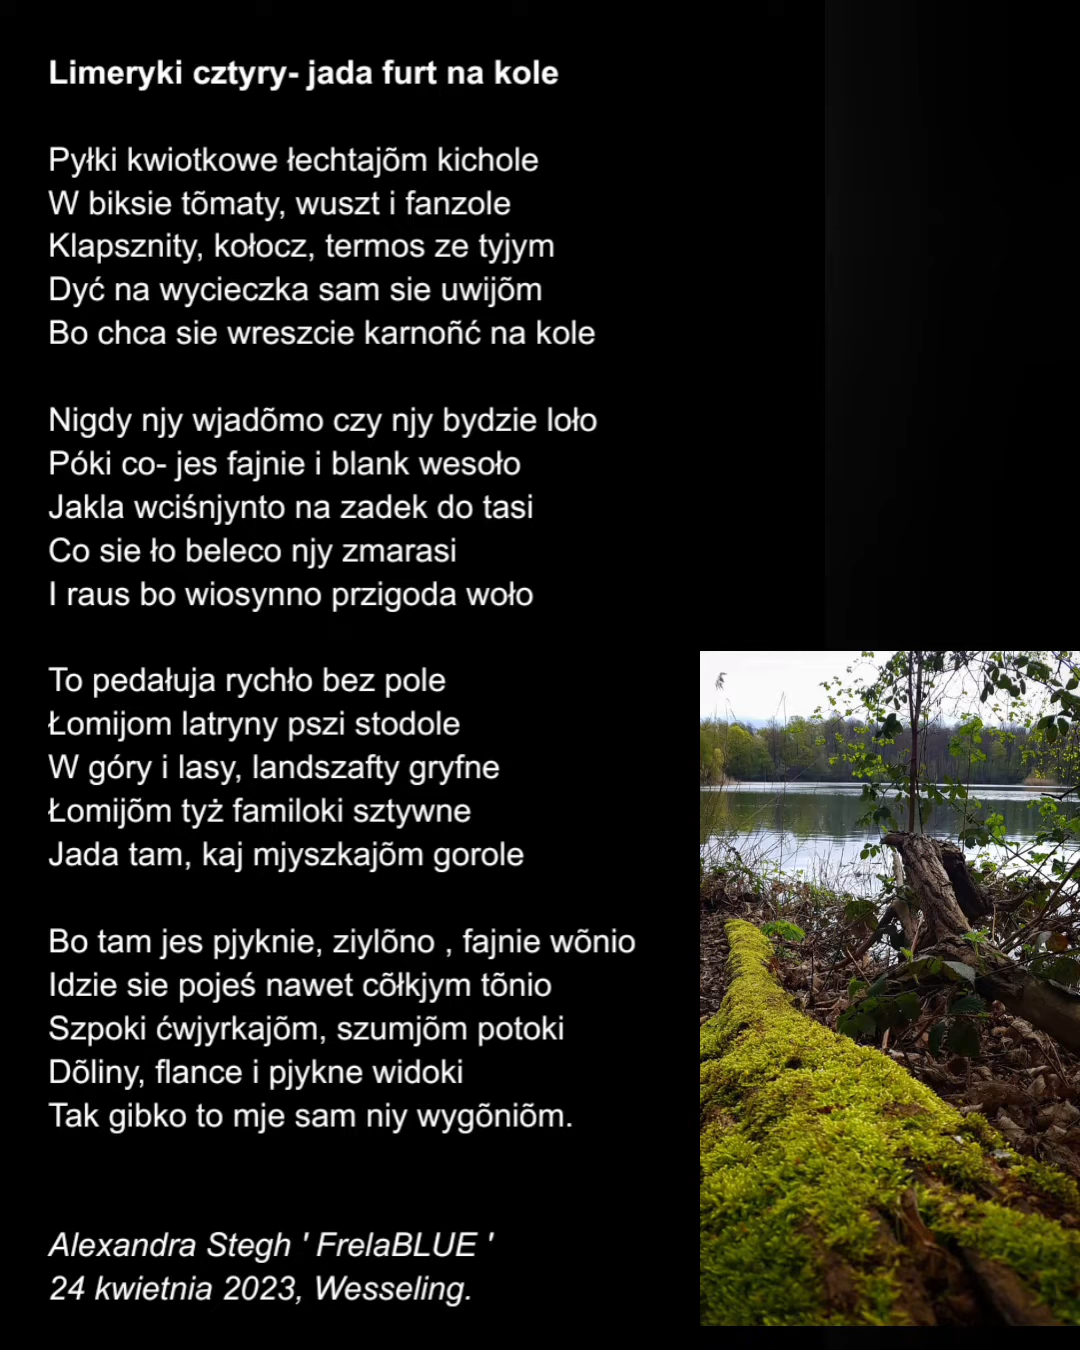 Limeryki cztyry- jada furt na kole
Pyłki kwiotkowe łechtajõm kichole
W biksie tõmaty, wuszt i fanzole
Klapsznity, kołocz, termos ze tyjym
Dyć na wycieczka sam sie uwijõm
Bo chca sie wreszcie karnoñć na kole
Nigdy njy wjadõmo czy njy bydzie loło
Póki co- jes fajnie i blank wesoło
Jakla wciśnjynto na zadek do tasi
Co sie ło beleco njy zmarasi
I raus bo wiosynno przigoda woło
To pedałuja rychło bez pole
Łomijom latryny pszi stodole
W góry i lasy, landszafty gryfne
Łomijõm tyż familoki sztywne
Jada tam, kaj mjyszkajõm gorole
Bo tam jes pjyknie, ziylõno , fajnie wõnio
Idzie sie pojeś nawet cõłkjym tõnio
Szpoki ćwjyrkajõm, szumjõm potoki
Dõliny, flance i pjykne widoki
Tak gibko to mje sam niy wygõniõm.
Alexandra Stegh ' FrelaBLUE '
24 kwietnia 2023, Wesseling.